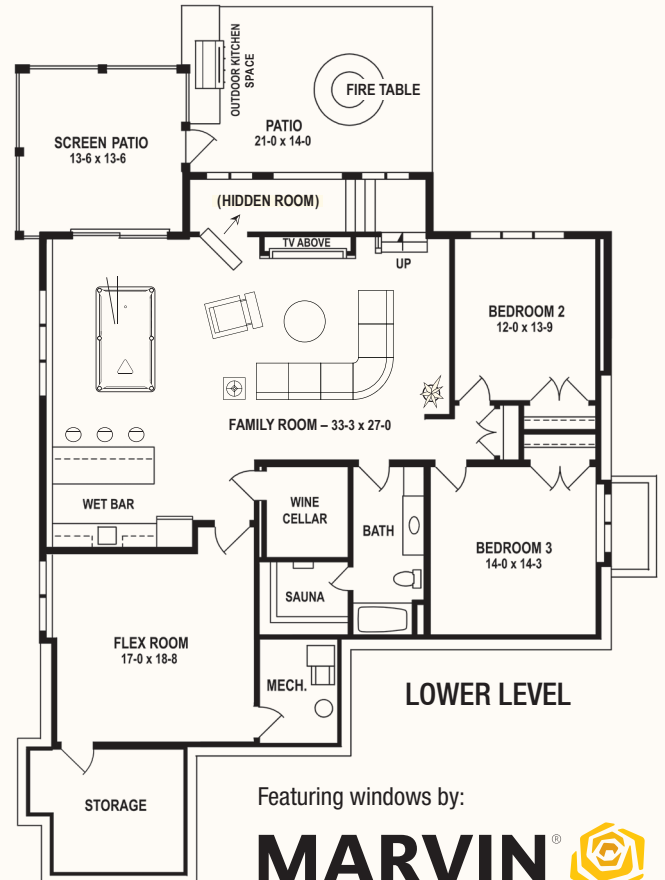 OUTDOOR KITCHEN
SPACE
FIRE TABLE
PATIO
21-0 x 14-0
SCREEN PATIO
13-6 x 13-6
(HIDDEN ROOM)
TV ABOVE
UP
BEDROOM 2
12-0 x 13-9
FAMILY ROOM – 33-3 x 27-0
WET BAR
WINE
CELLAR
BATH
BEDROOM 3
14-0 x 14-3
SAUNA
FLEX ROOM
17-0 x 18-8
MECH.
LOWER LEVEL
STORAGE
Featuring windows by:
MARVIN®